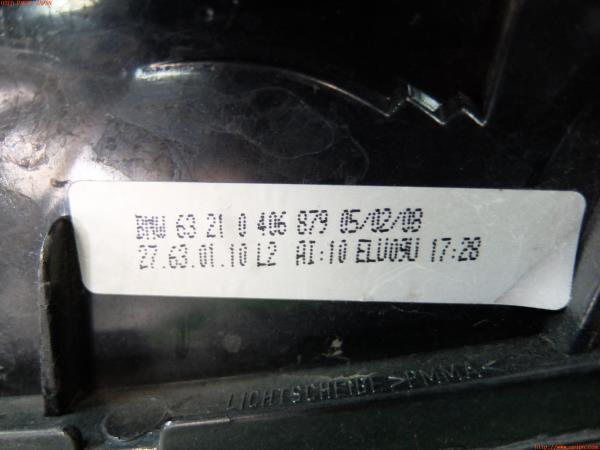 BMW 63 21 0 406 879 05/02/08
27.63.01.10 L2 AI:10 ELV09U 17:28
LICHTSCHEIBE >PMMA<